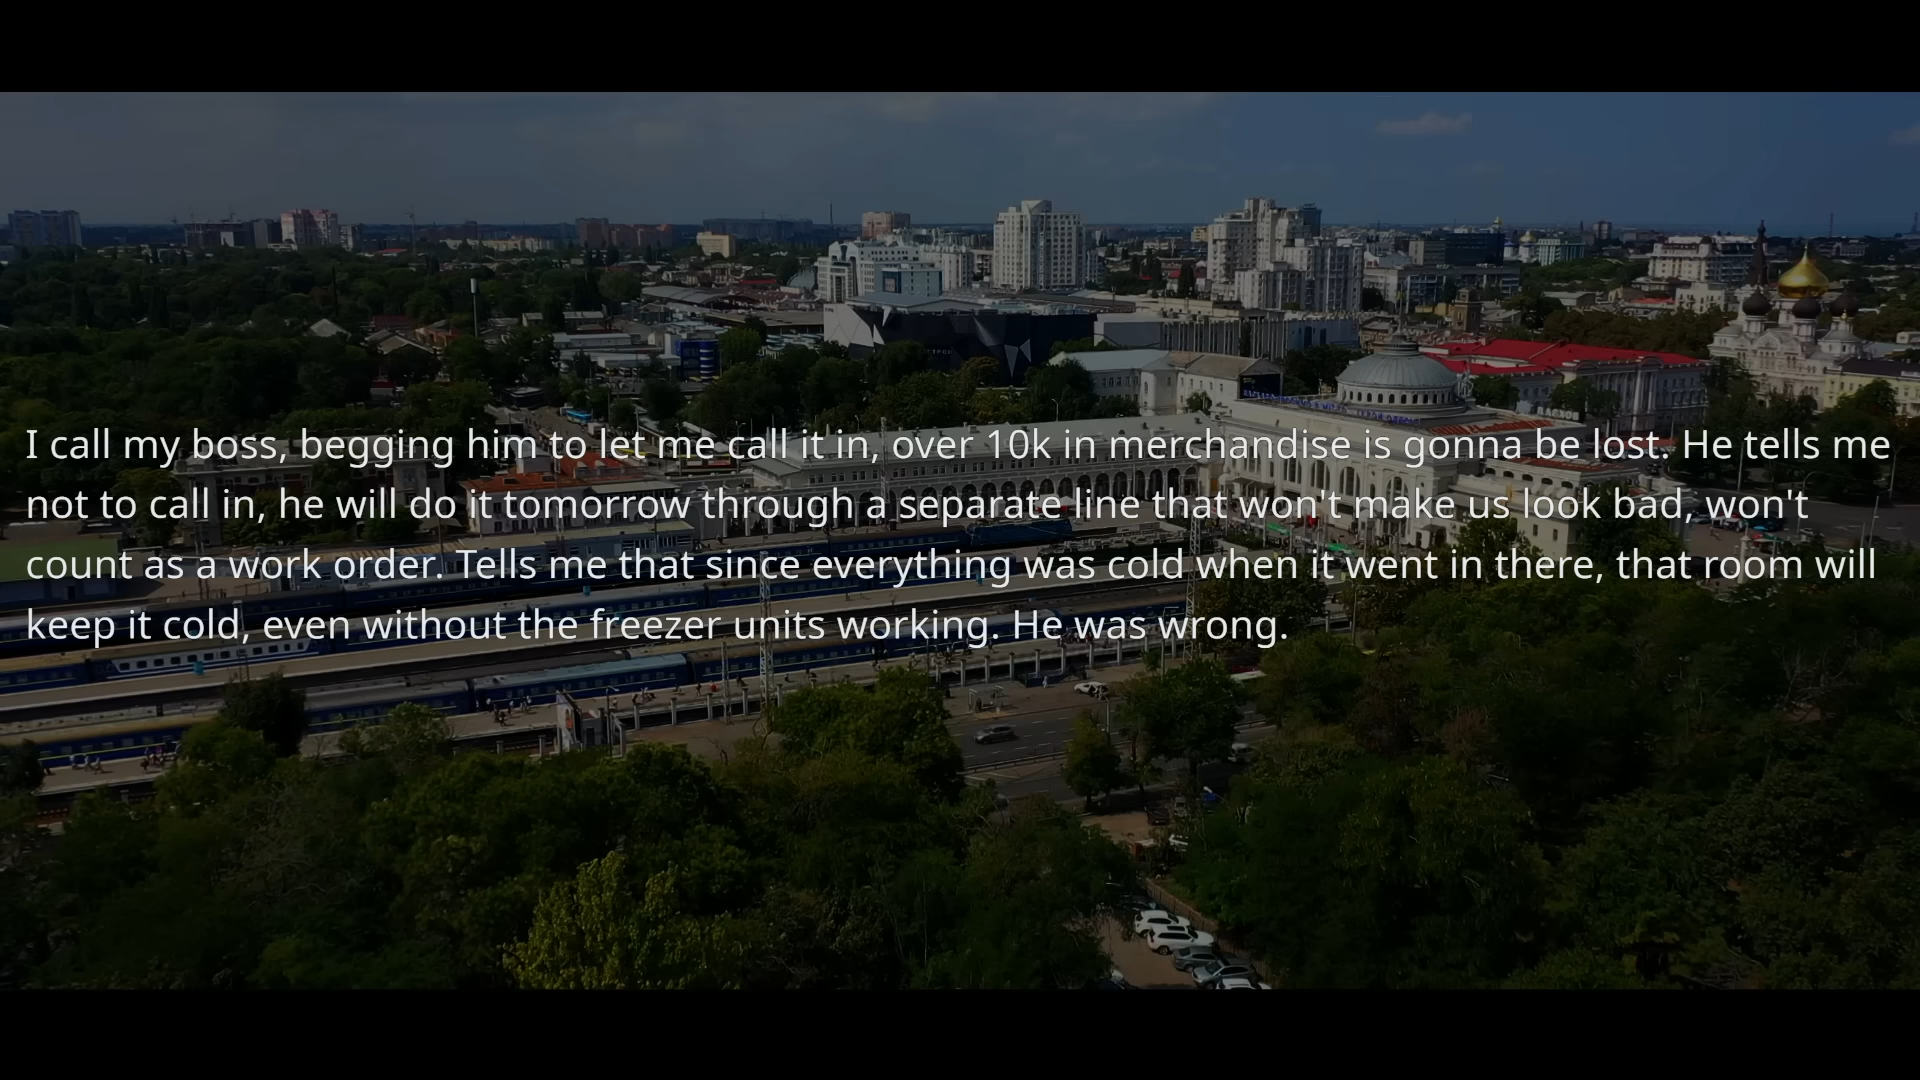 I call my boss, begging him to let me call it in, over 10k in merchandise is gonna be lost. He tells me
not to call in, he will do it tomorrow through a separate line that won't make us look bad, won't
count as a work order. Tells me that since everything was cold when it went in there, that room will
keep it cold, even without the freezer units working. He was wrong.